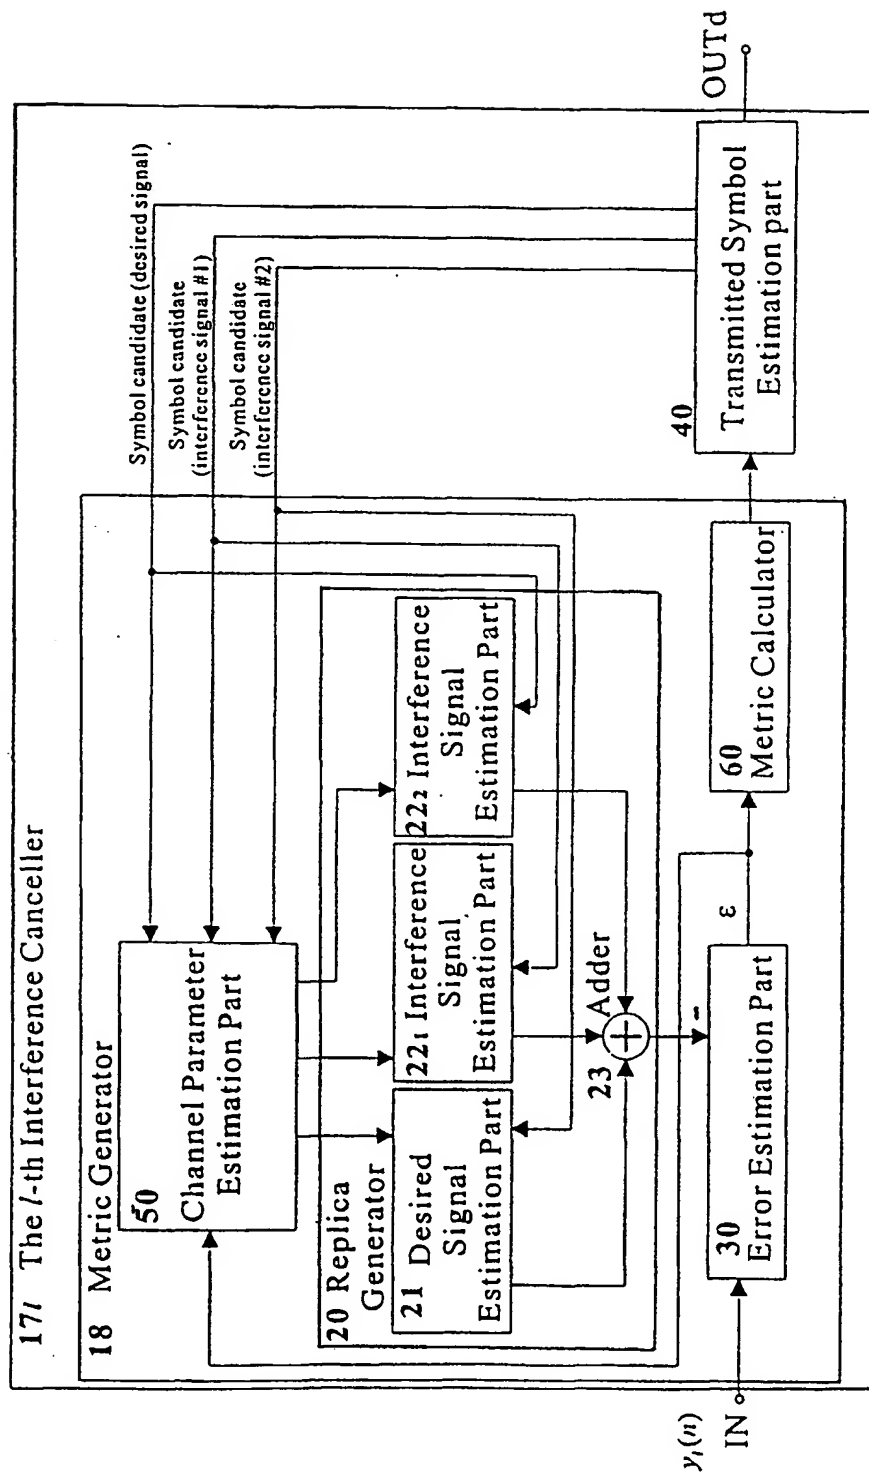 17l The l-th Interference Canceller
18 Metric Generator
50
Channel Parameter
Estimation Part
Symbol candidate (desired signal)
Symbol candidate
(interference signal #1)
Symbol candidate
(interference signal #2)
20 Replica
Generator
21 Desired
Signal
Estimation Part
22₁ Interference
Signal
Estimation Part
22₂ Interference
Signal
Estimation Part
23
Adder
+
-
yₗ(n)
IN
30
Error Estimation Part
ε
60
Metric Calculator
40
Transmitted Symbol
Estimation part
OUTd